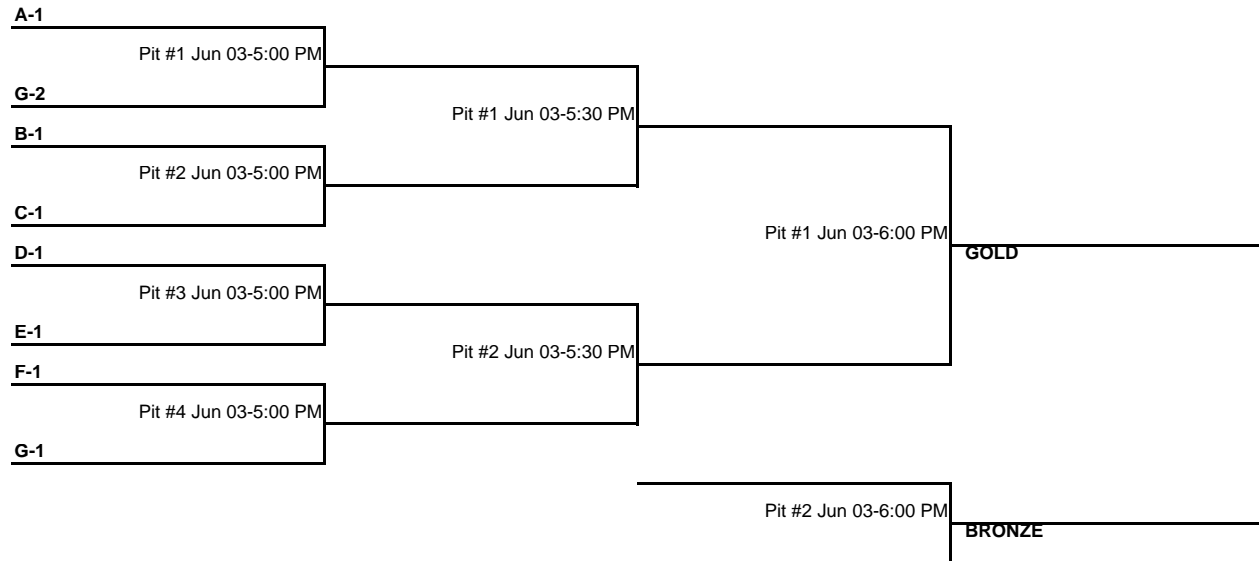 A-1
Pit #1 Jun 03-5:00 PM
G-2
Pit #1 Jun 03-5:30 PM
B-1
Pit #2 Jun 03-5:00 PM
C-1
Pit #1 Jun 03-6:00 PM
D-1
GOLD
Pit #3 Jun 03-5:00 PM
E-1
Pit #2 Jun 03-5:30 PM
F-1
Pit #4 Jun 03-5:00 PM
G-1
Pit #2 Jun 03-6:00 PM
BRONZE